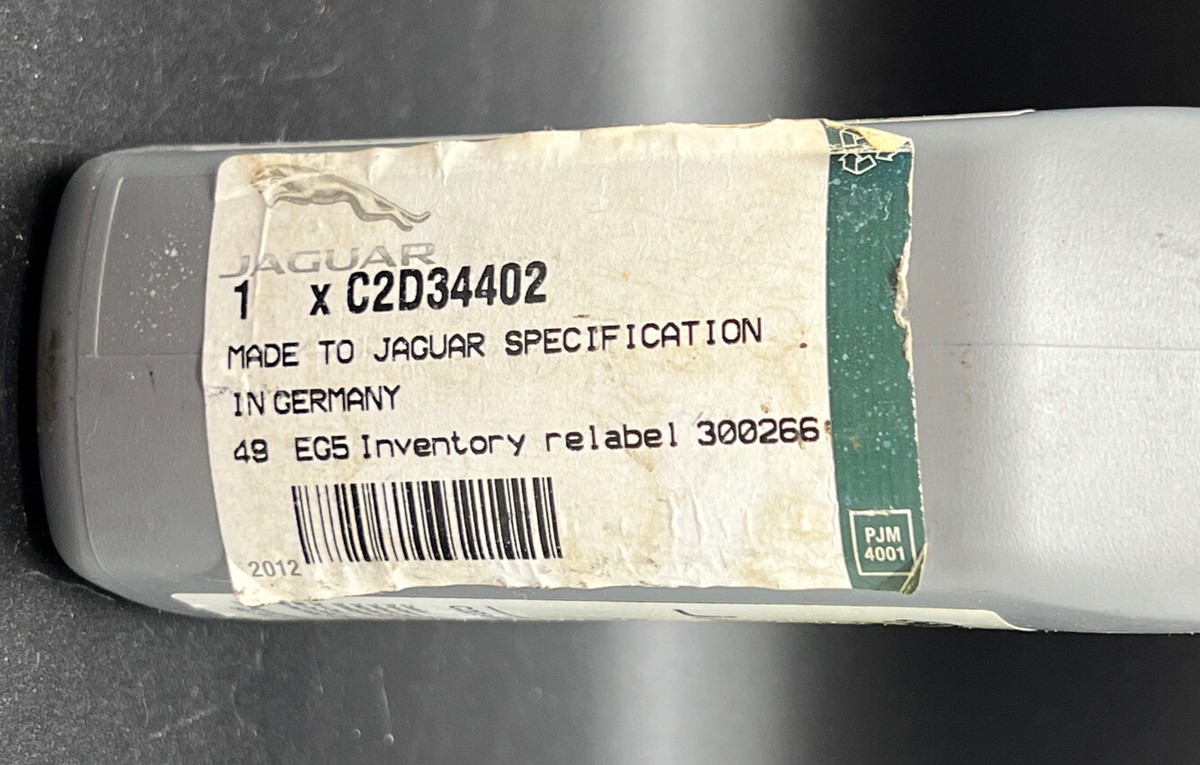 JAGUAR
1 x C2D34402
MADE TO JAGUAR SPECIFICATION
IN GERMANY
49 EG5 Inventory relabel 300266
2012
PJM
4001